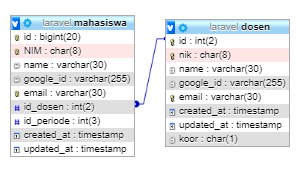 laravel mahasiswa
id : bigint(20)
NIM : char(8)
name : varchar(30)
google_id : varchar(255)
email : varchar(30)
id_dosen : int(2)
id_periode : int(3)
created_at : timestamp
updated_at : timestamp
laravel dosen
id : int(2)
nik : char(8)
name : varchar(30)
google_id : varchar(255)
email : varchar(30)
created_at : timestamp
updated_at : timestamp
koor : char(1)